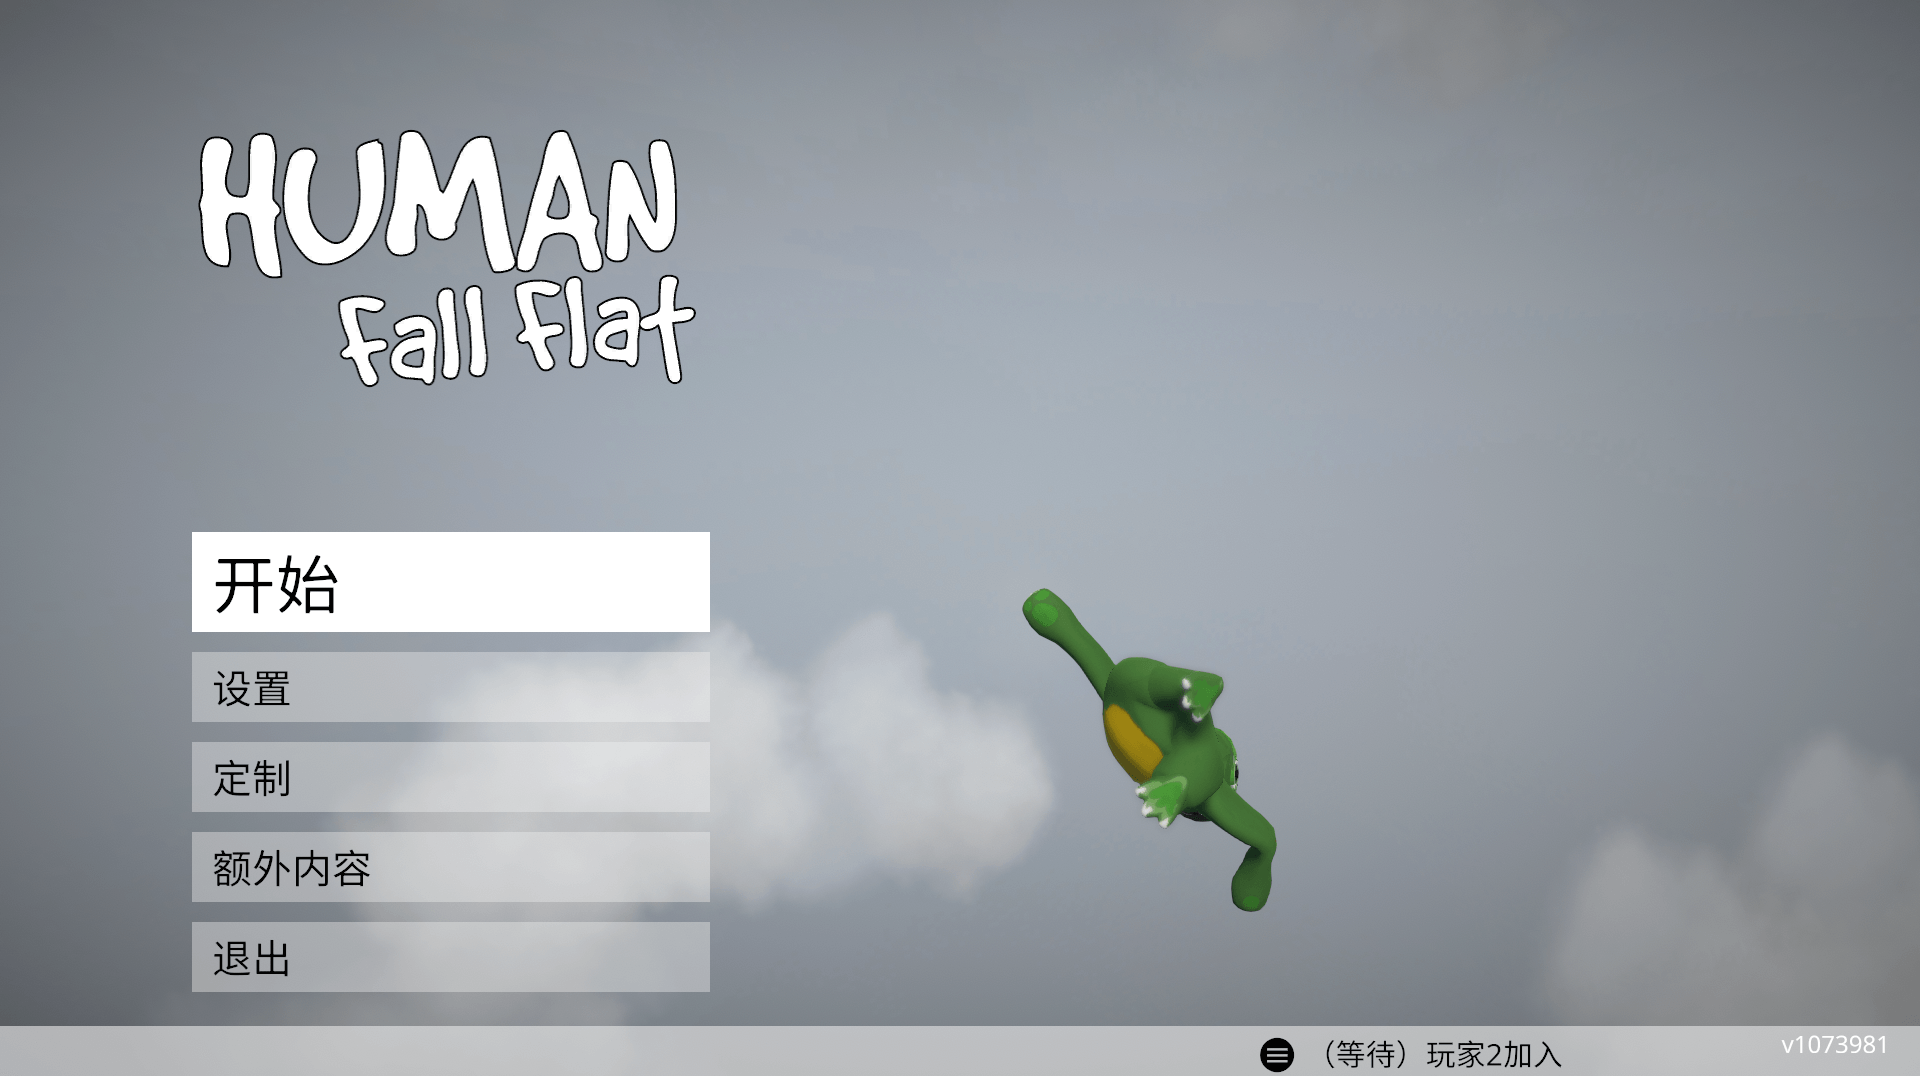 HUMAN
fall flat
开始
设置
定制
额外内容
退出
（等待）玩家2加入
v1073981